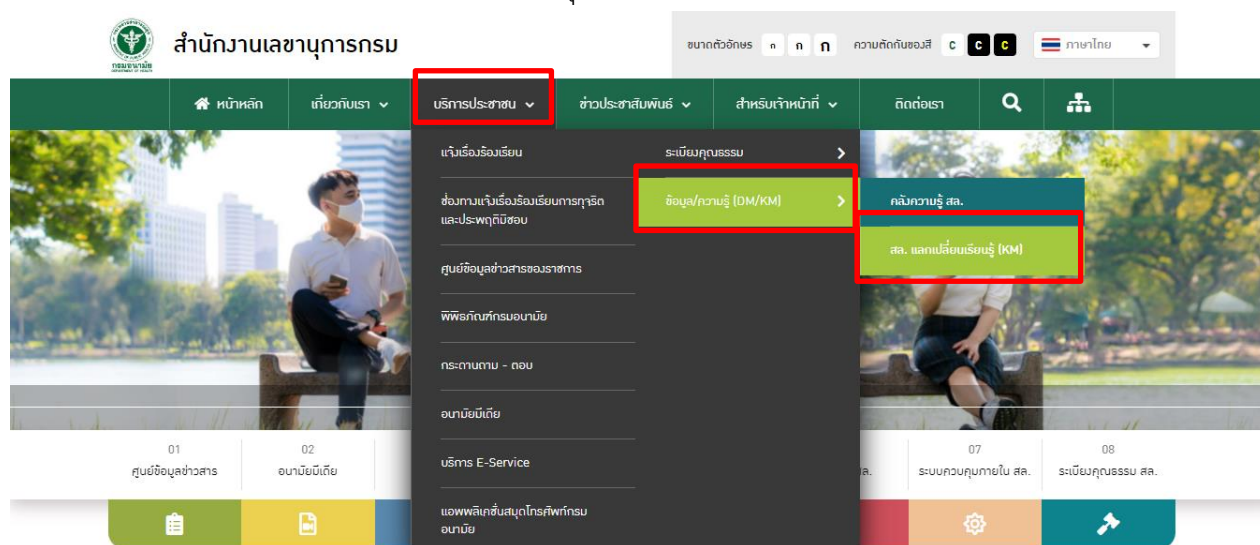 สำนักงานเลขานุการกรม
ขนาดตัวอักษร ก ก ก ความตัดกันของสี C C C ภาษาไทย
กรมอนามัย
DEPARTMENT OF HEALTH
หน้าหลัก เกี่ยวกับเรา บริการประชาชน ข่าวประชาสัมพันธ์ สำหรับเจ้าหน้าที่ ติดต่อเรา
แจ้งเรื่องร้องเรียน
ช่องทางแจ้งเรื่องร้องเรียนการทุจริต
และประพฤติมิชอบ
ศูนย์ข้อมูลข่าวสารของราชการ
พิพิธภัณฑ์กรมอนามัย
กระดานถาม - ตอบ
อนามัยมีเดีย
บริการ E-Service
แอพพลิเคชั่นสมุดโทรศัพท์กรม
อนามัย
ระเบียงคุณธรรม
ข้อมูล/ความรู้ (DM/KM)
คลังความรู้ สล.
สล. แลกเปลี่ยนเรียนรู้ (KM)
01
ศูนย์ข้อมูลข่าวสาร
02
อนามัยมีเดีย
07
ระบบควบคุมภายใน สล.
08
ระเบียงคุณธรรม สล.